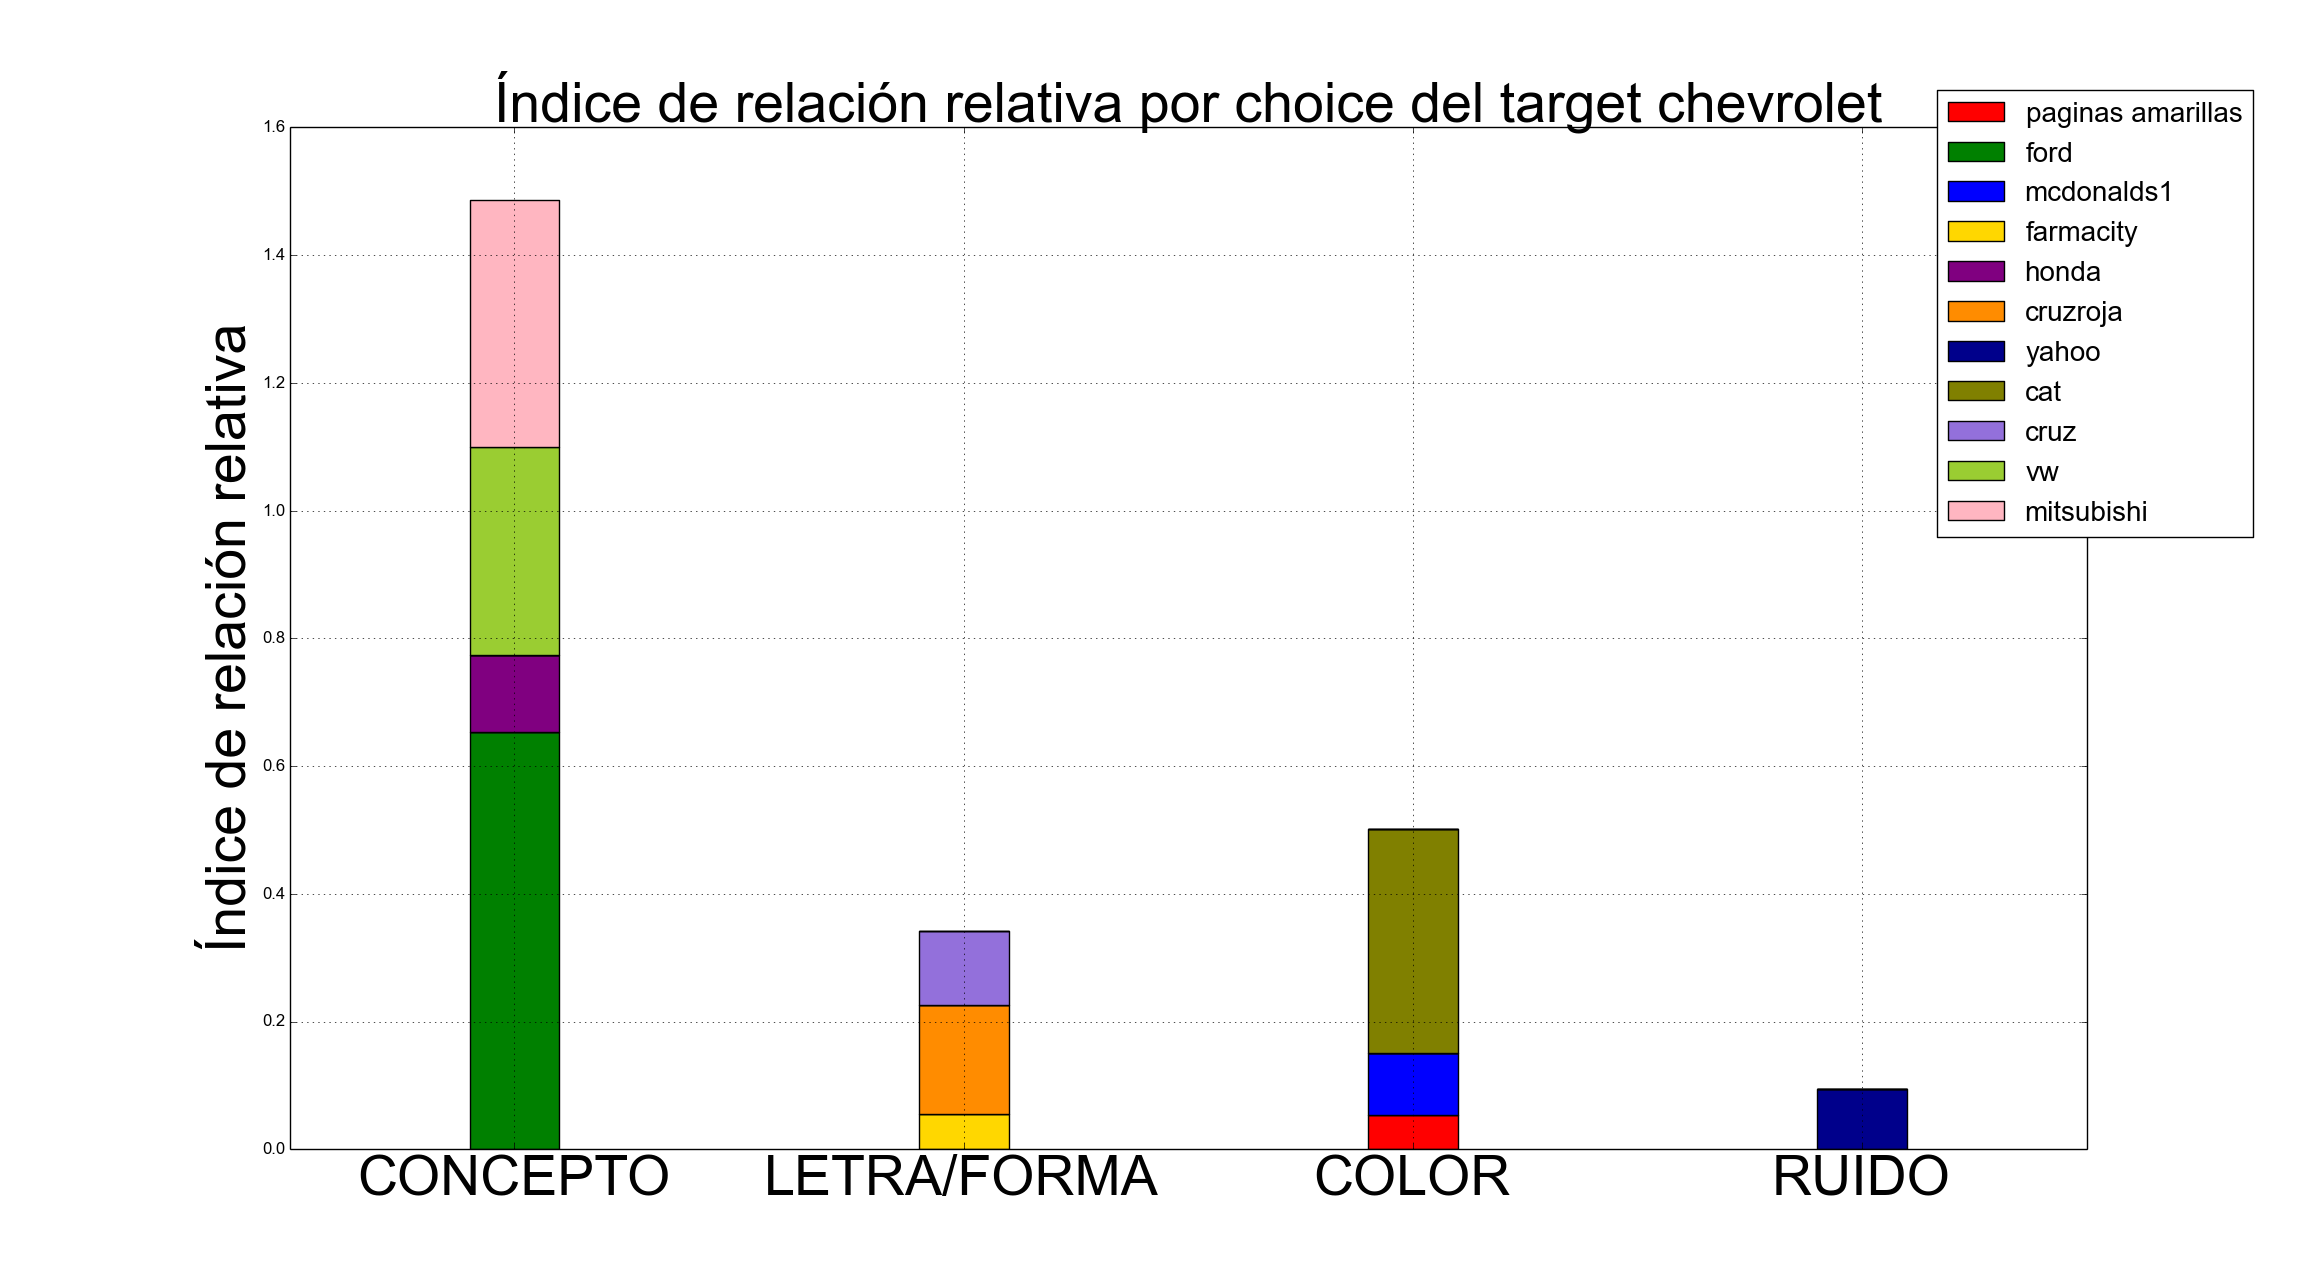 Índice de relación relativa por choice del target chevrolet
paginas amarillas
ford
mcdonalds1
farmacity
honda
cruzroja
yahoo
cat
cruz
vw
mitsubishi
Índice de relación relativa
1.6
1.4
1.2
1.0
0.8
0.6
0.4
0.2
0.0
CONCEPTO LETRA/FORMA COLOR RUIDO